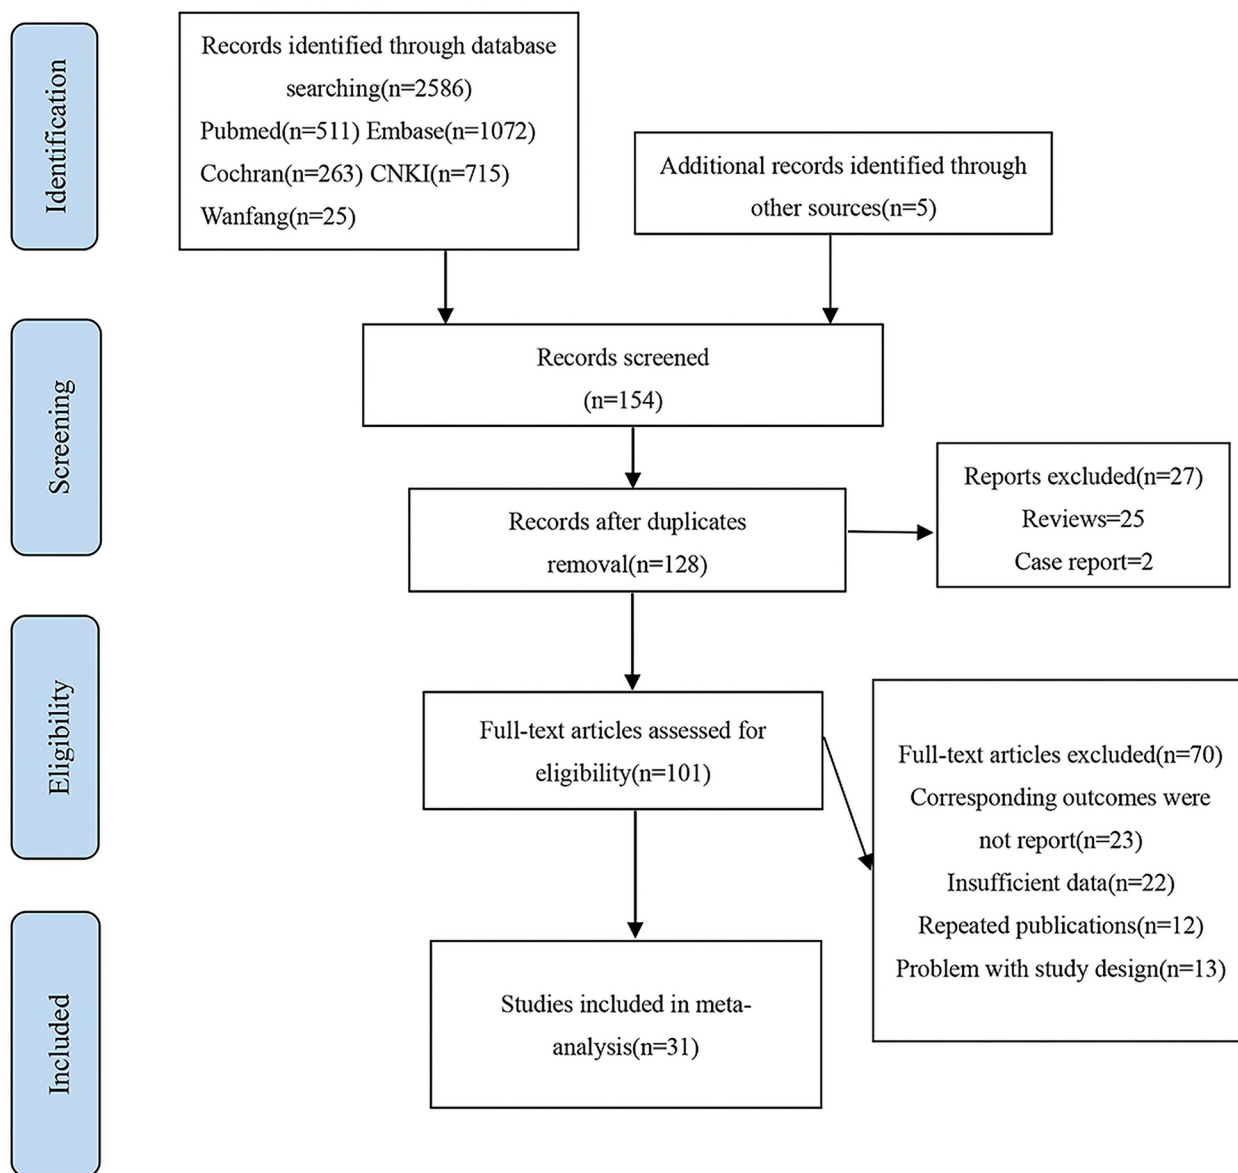 Identification
Records identified through database
searching(n=2586)
Pubmed(n=511) Embase(n=1072)
Cochran(n=263) CNKI(n=715)
Wanfang(n=25)
Additional records identified through
other sources(n=5)
Screening
Records screened
(n=154)
Records after duplicates
removal(n=128)
Reports excluded(n=27)
Reviews=25
Case report=2
Eligibility
Full-text articles assessed for
eligibility(n=101)
Full-text articles excluded(n=70)
Corresponding outcomes were
not report(n=23)
Insufficient data(n=22)
Repeated publications(n=12)
Problem with study design(n=13)
Included
Studies included in meta-
analysis(n=31)